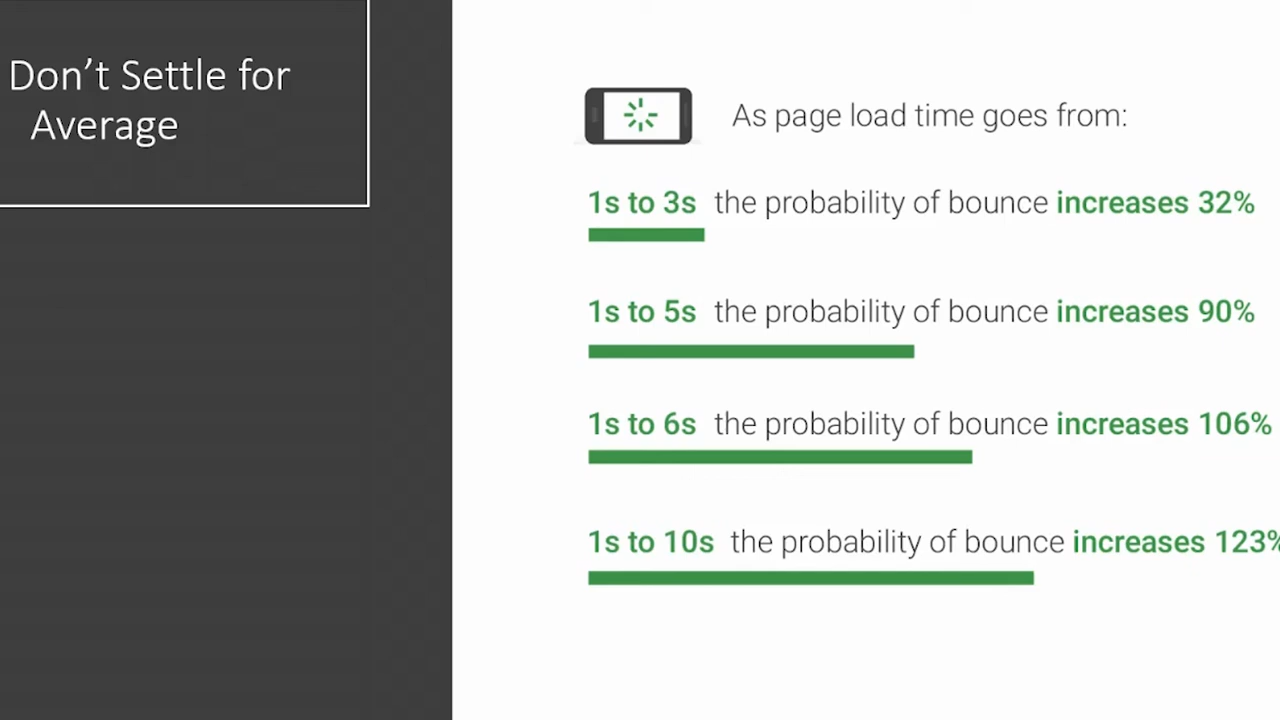 Don’t Settle for
Average
As page load time goes from:
1s to 3s the probability of bounce increases 32%
1s to 5s the probability of bounce increases 90%
1s to 6s the probability of bounce increases 106%
1s to 10s the probability of bounce increases 123%